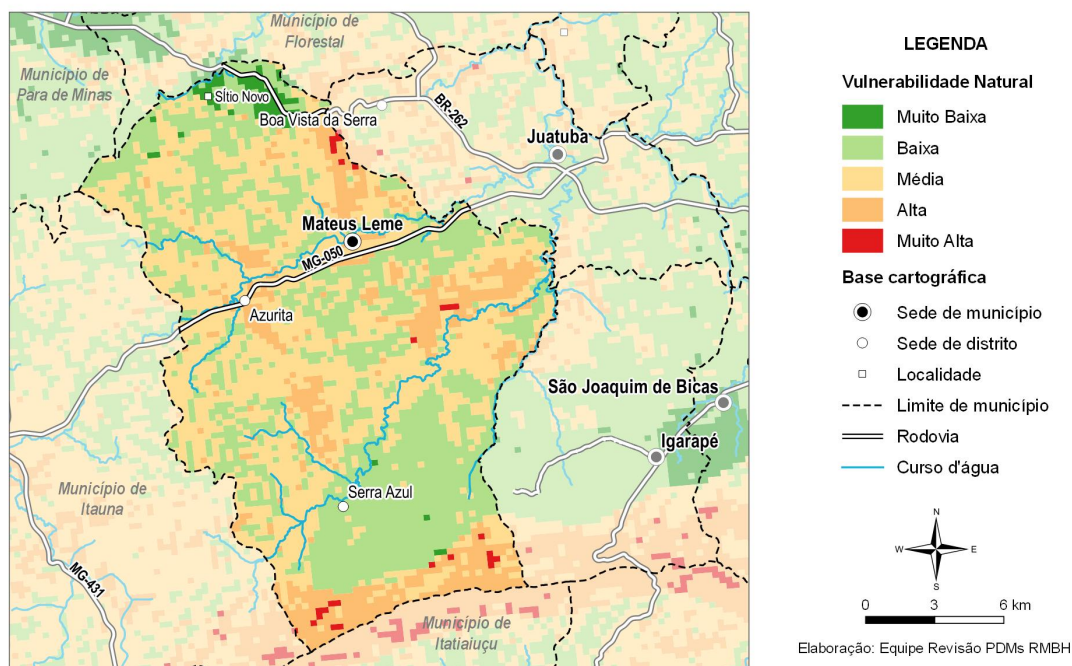 Município de
Florestal
Município de
Pará de Minas
Sítio Novo
Boa Vista da Serra
BR-262
Juatuba
Mateus Leme
MG-050
Azurita
São Joaquim de Bicas
Igarapé
Município de
Itauna
Serra Azul
MG-431
Município de
Itatiaiuçu
LEGENDA
Vulnerabilidade Natural
Muito Baixa
Baixa
Média
Alta
Muito Alta
Base cartográfica
Sede de município
Sede de distrito
Localidade
Limite de município
Rodovia
Curso d'água
N
W
E
S
0 3 6 km
Elaboração: Equipe Revisão PDMs RMBH